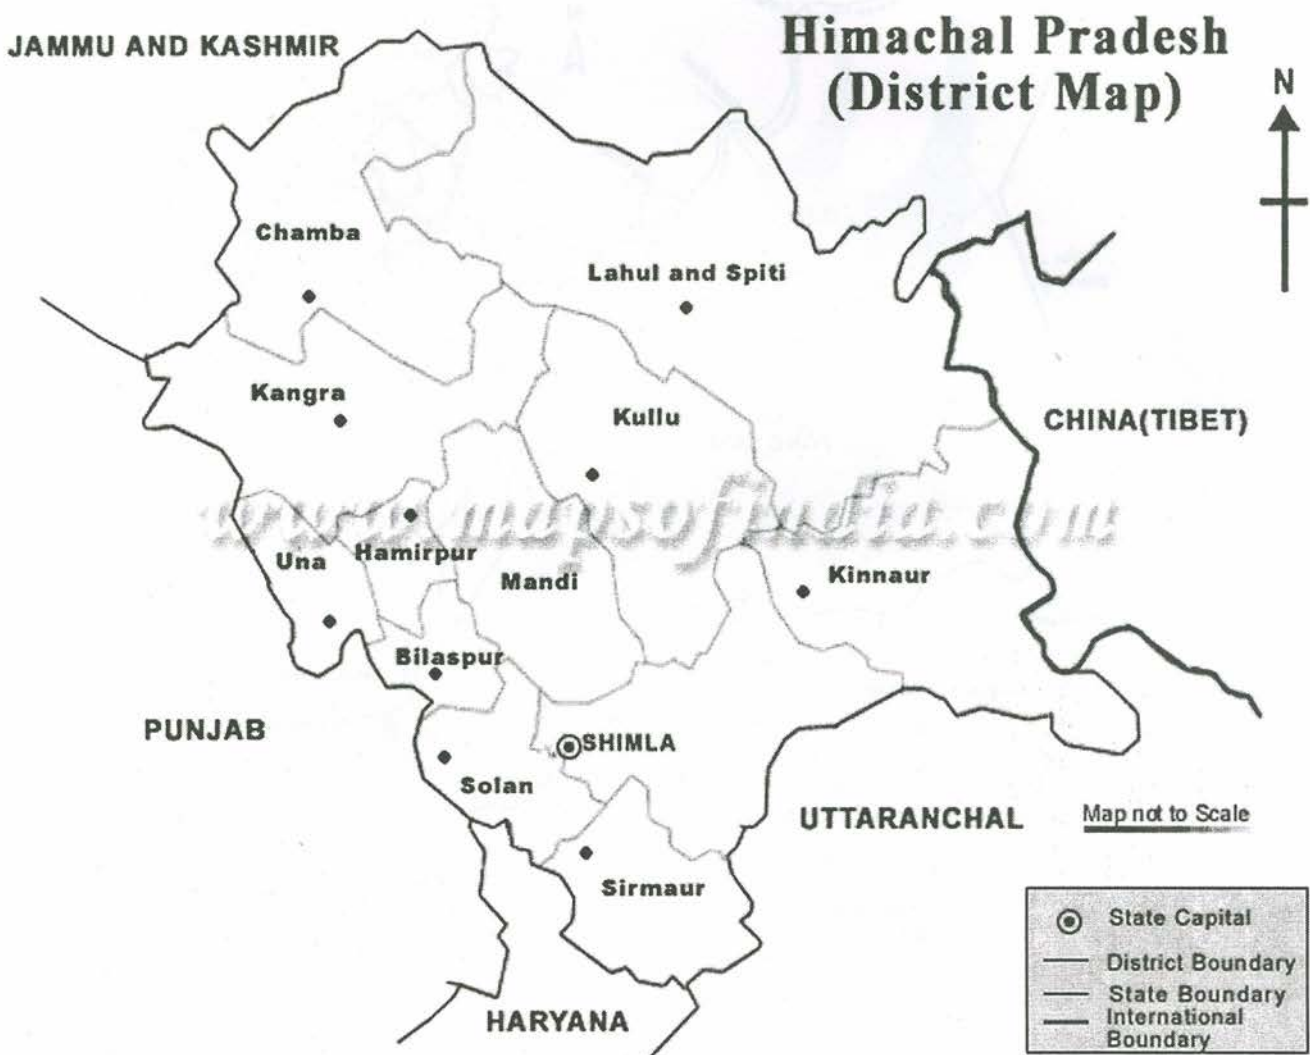 Himachal Pradesh
(District Map)
JAMMU AND KASHMIR
N
Chamba
Lahul and Spiti
Kangra
Kullu
CHINA(TIBET)
www.mapsofindia.com
Una
Hamirpur
Mandi
Kinnaur
Bilaspur
PUNJAB
SHIMLA
Solan
UTTARANCHAL
Map not to Scale
Sirmaur
HARYANA
State Capital
District Boundary
State Boundary
International
Boundary